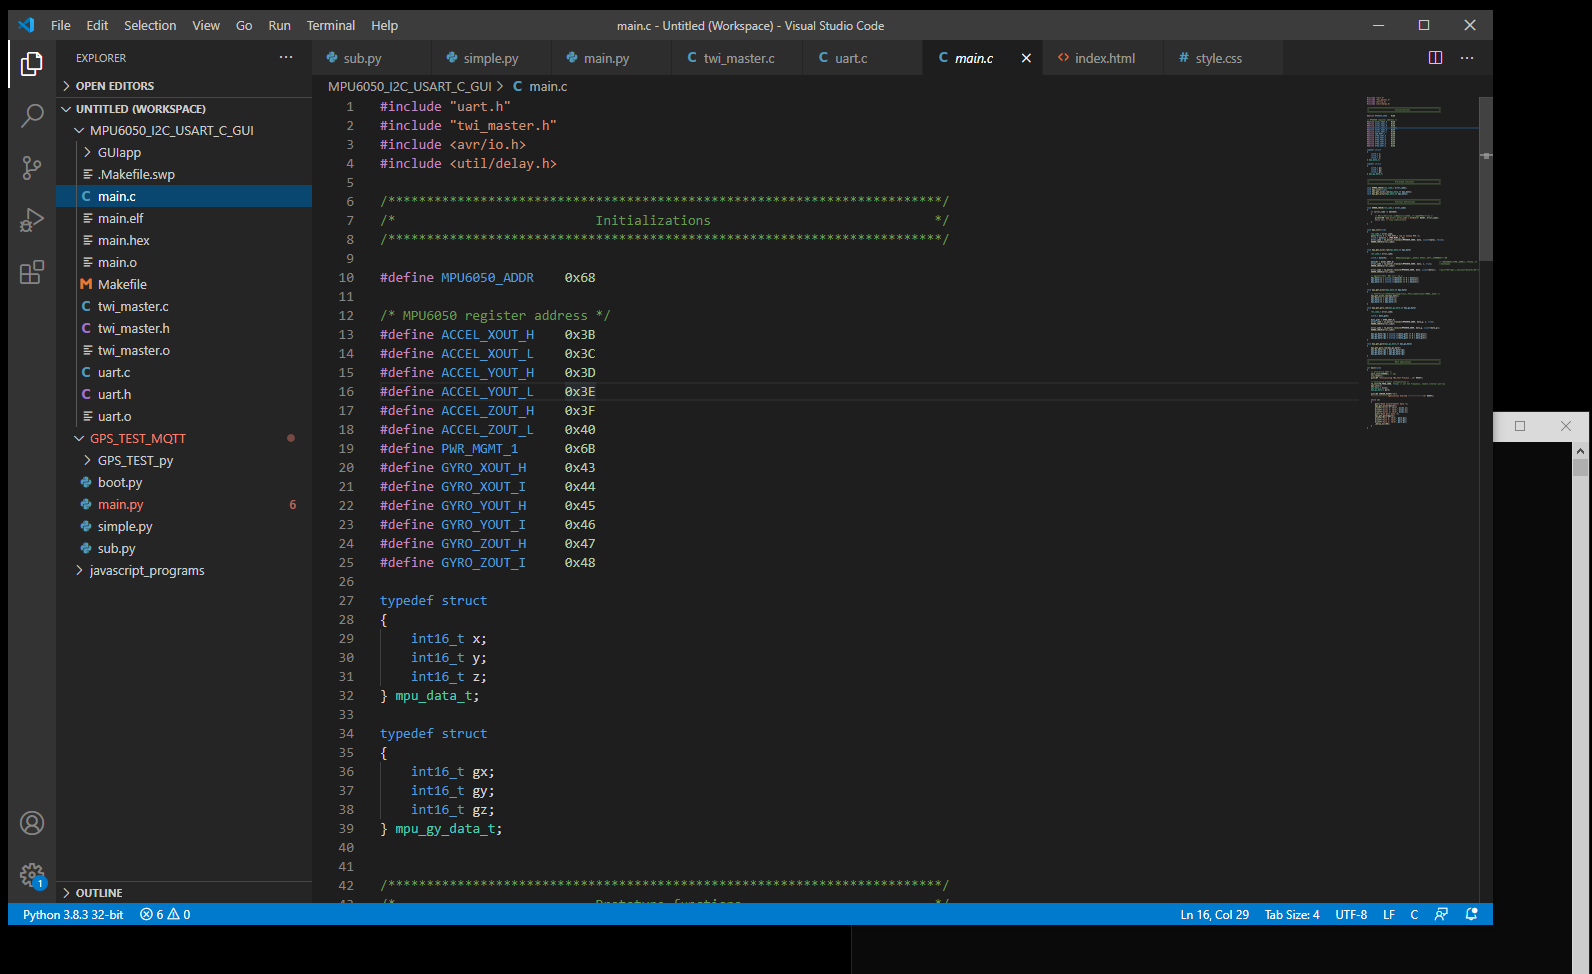 File Edit Selection View Go Run Terminal Help
main.c - Untitled (Workspace) - Visual Studio Code
EXPLORER
OPEN EDITORS
UNTITLED (WORKSPACE)
MPU6050_I2C_USART_C_GUI
GUIapp
.Makefile.swp
C main.c
main.elf
main.hex
main.o
M Makefile
C twi_master.c
C twi_master.h
twi_master.o
C uart.c
C uart.h
uart.o
GPS_TEST_MQTT
GPS_TEST_py
boot.py
main.py 6
simple.py
sub.py
javascript_programs
OUTLINE
1
sub.py simple.py main.py C twi_master.c C uart.c C main.c <> index.html # style.css
MPU6050_I2C_USART_C_GUI > C main.c
1 #include "uart.h"
2 #include "twi_master.h"
3 #include <avr/io.h>
4 #include <util/delay.h>
5
6 /************************************************************************/
7 /* Initializations */
8 /************************************************************************/
9
10 #define MPU6050_ADDR 0x68
11
12 /* MPU6050 register address */
13 #define ACCEL_XOUT_H 0x3B
14 #define ACCEL_XOUT_L 0x3C
15 #define ACCEL_YOUT_H 0x3D
16 #define ACCEL_YOUT_L 0x3E
17 #define ACCEL_ZOUT_H 0x3F
18 #define ACCEL_ZOUT_L 0x40
19 #define PWR_MGMT_1 0x6B
20 #define GYRO_XOUT_H 0x43
21 #define GYRO_XOUT_I 0x44
22 #define GYRO_YOUT_H 0x45
23 #define GYRO_YOUT_I 0x46
24 #define GYRO_ZOUT_H 0x47
25 #define GYRO_ZOUT_I 0x48
26
27 typedef struct
28 {
29 int16_t x;
30 int16_t y;
31 int16_t z;
32 } mpu_data_t;
33
34 typedef struct
35 {
36 int16_t gx;
37 int16_t gy;
38 int16_t gz;
39 } mpu_gy_data_t;
40
41
42 /************************************************************************/
43 /* Prototype functions */
Python 3.8.3 32-bit 6 0
Ln 16, Col 29 Tab Size: 4 UTF-8 LF C